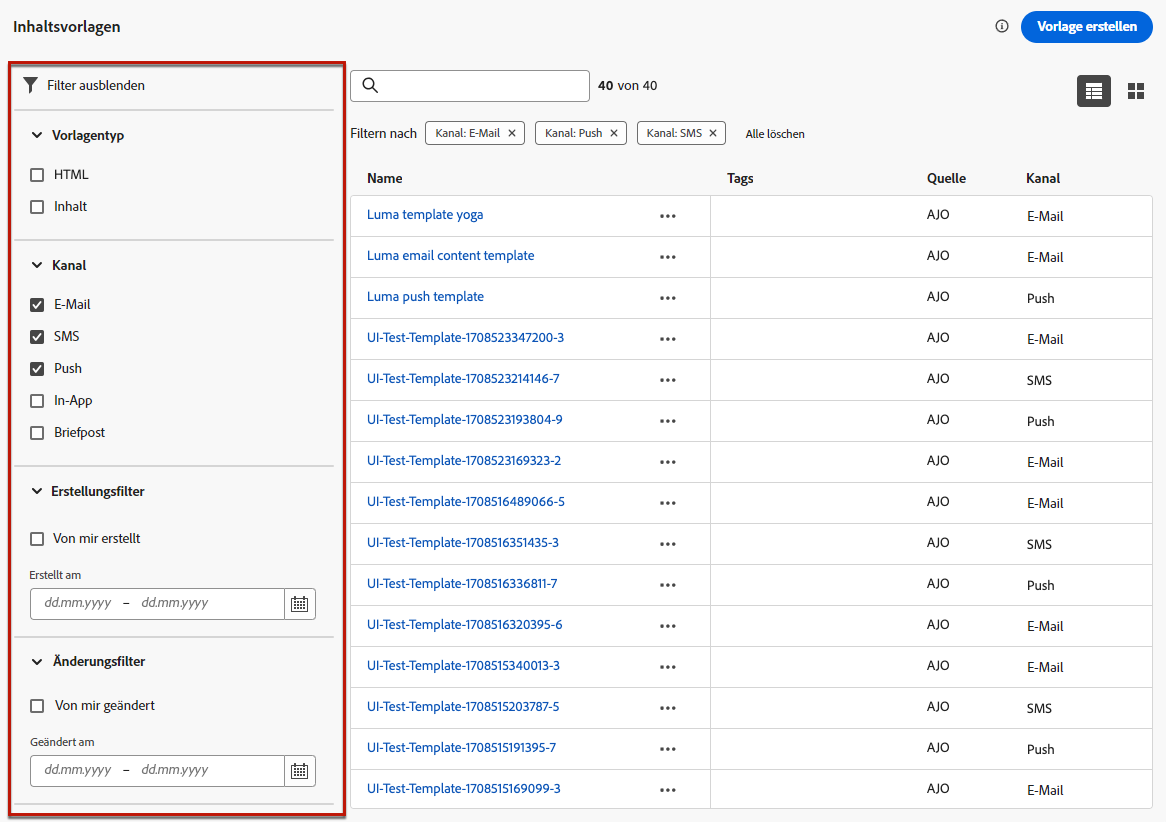 Inhaltsvorlagen
Vorlage erstellen
Filter ausblenden
Vorlagentyp
HTML
Inhalt
Kanal
E-Mail
SMS
Push
In-App
Briefpost
Erstellungsfilter
Von mir erstellt
Erstellt am
dd.mm.yyyy – dd.mm.yyyy
Änderungsfilter
Von mir geändert
Geändert am
dd.mm.yyyy – dd.mm.yyyy
40 von 40
Filtern nach Kanal: E-Mail Kanal: Push Kanal: SMS Alle löschen
Name Tags Quelle Kanal
Luma template yoga AJO E-Mail
Luma email content template AJO E-Mail
Luma push template AJO Push
UI-Test-Template-1708523347200-3 AJO E-Mail
UI-Test-Template-1708523214146-7 AJO SMS
UI-Test-Template-1708523193804-9 AJO Push
UI-Test-Template-1708523169323-2 AJO E-Mail
UI-Test-Template-1708516489066-5 AJO E-Mail
UI-Test-Template-1708516351435-3 AJO SMS
UI-Test-Template-1708516336811-7 AJO Push
UI-Test-Template-1708516320395-6 AJO E-Mail
UI-Test-Template-1708515340013-3 AJO E-Mail
UI-Test-Template-1708515203787-5 AJO SMS
UI-Test-Template-1708515191395-7 AJO Push
UI-Test-Template-1708515169099-3 AJO E-Mail